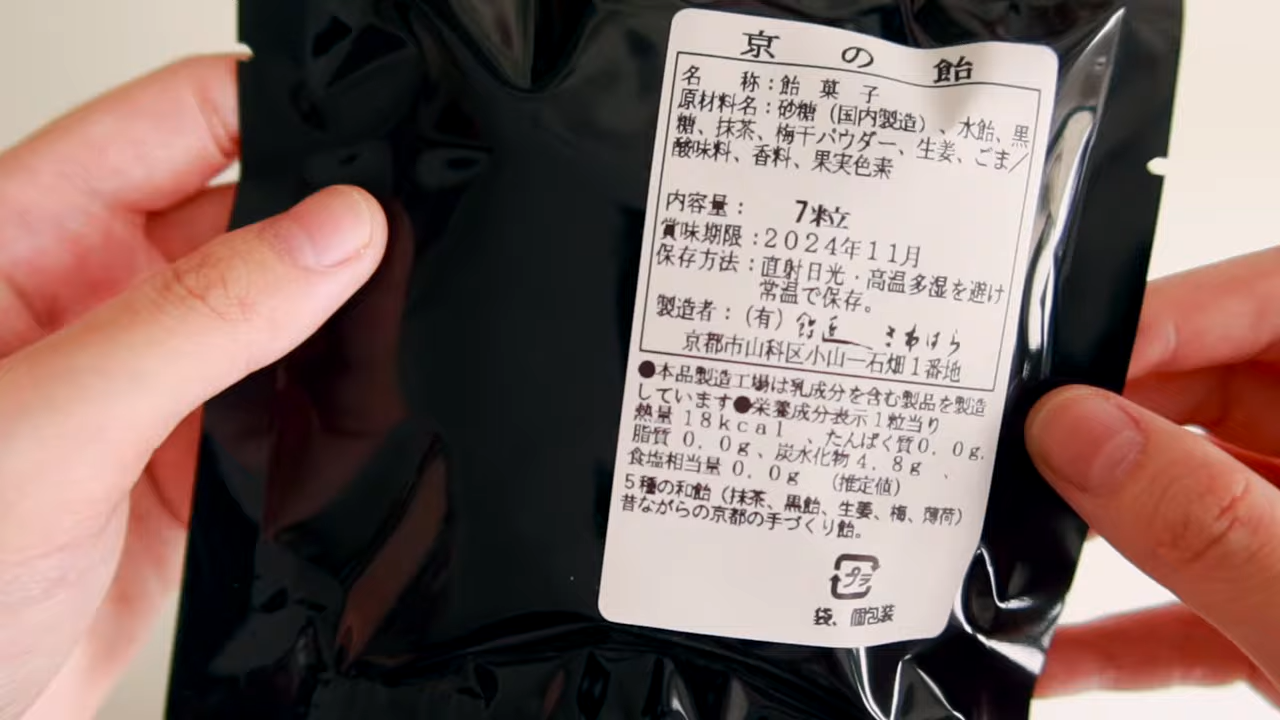 京の飴
名 称：飴 菓 子
原材料名：砂糖（国内製造）、水飴、黒
糖、抹茶、梅干パウダー、生姜、ごま／
酸味料、香料、果実色素
内容量： 7粒
賞味期限：2024年11月
保存方法：直射日光・高温多湿を避け
常温で保存。
製造者：（有）飴匠 さわはら
京都市山科区小山一石畑1番地
●本品製造工場は乳成分を含む製品を製造
しています●栄養成分表示1粒当り
熱量 18kcal 、たんぱく質0．0g．
脂質 0．0g、炭水化物4．8g 、
食塩相当量 0．0g （推定値）
5種の和飴（抹茶、黒飴、生姜、梅、薄荷）
昔ながらの京都の手づくり飴。
プラ
袋、個包装